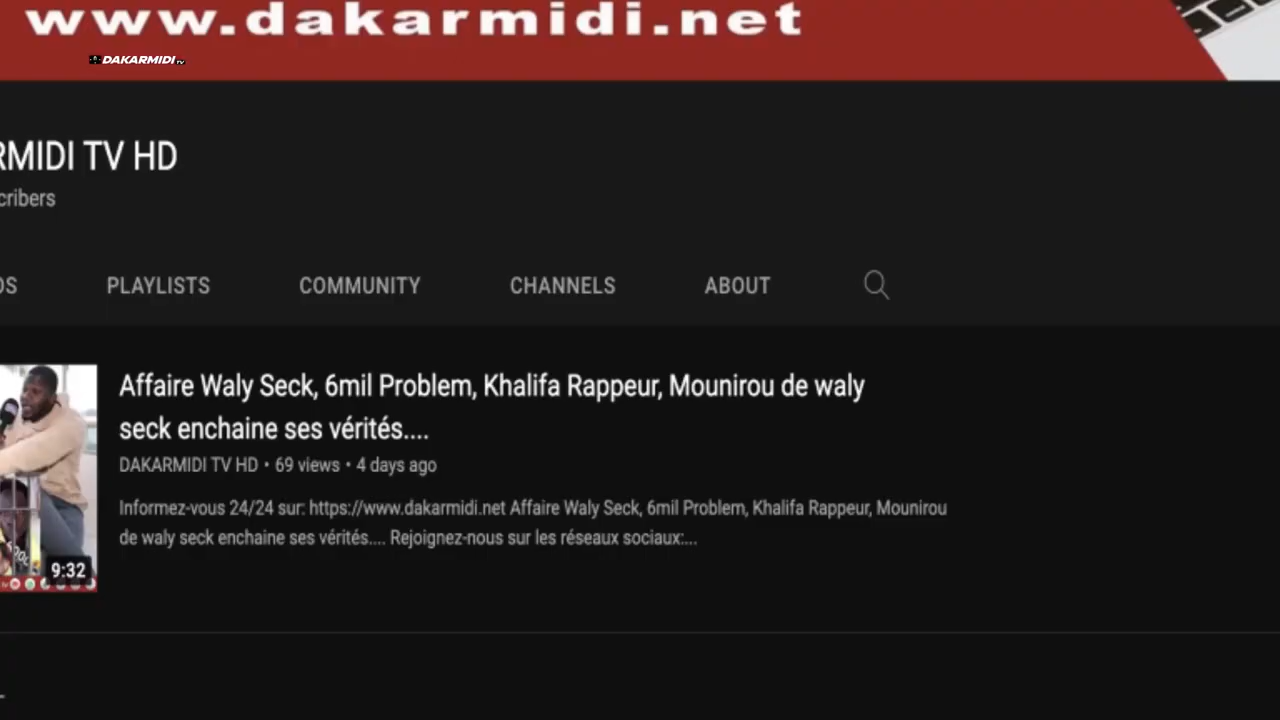 www.dakarmidi.net
DAKARMIDI TV
RMIDI TV HD
cribers
OS
PLAYLISTS
COMMUNITY
CHANNELS
ABOUT
Affaire Waly Seck, 6mil Problem, Khalifa Rappeur, Mounirou de waly
seck enchaine ses vérités....
DAKARMIDI TV HD • 69 views • 4 days ago
Informez-vous 24/24 sur: https://www.dakarmidi.net Affaire Waly Seck, 6mil Problem, Khalifa Rappeur, Mounirou
de waly seck enchaine ses vérités.... Rejoignez-nous sur les réseaux sociaux:...
9:32